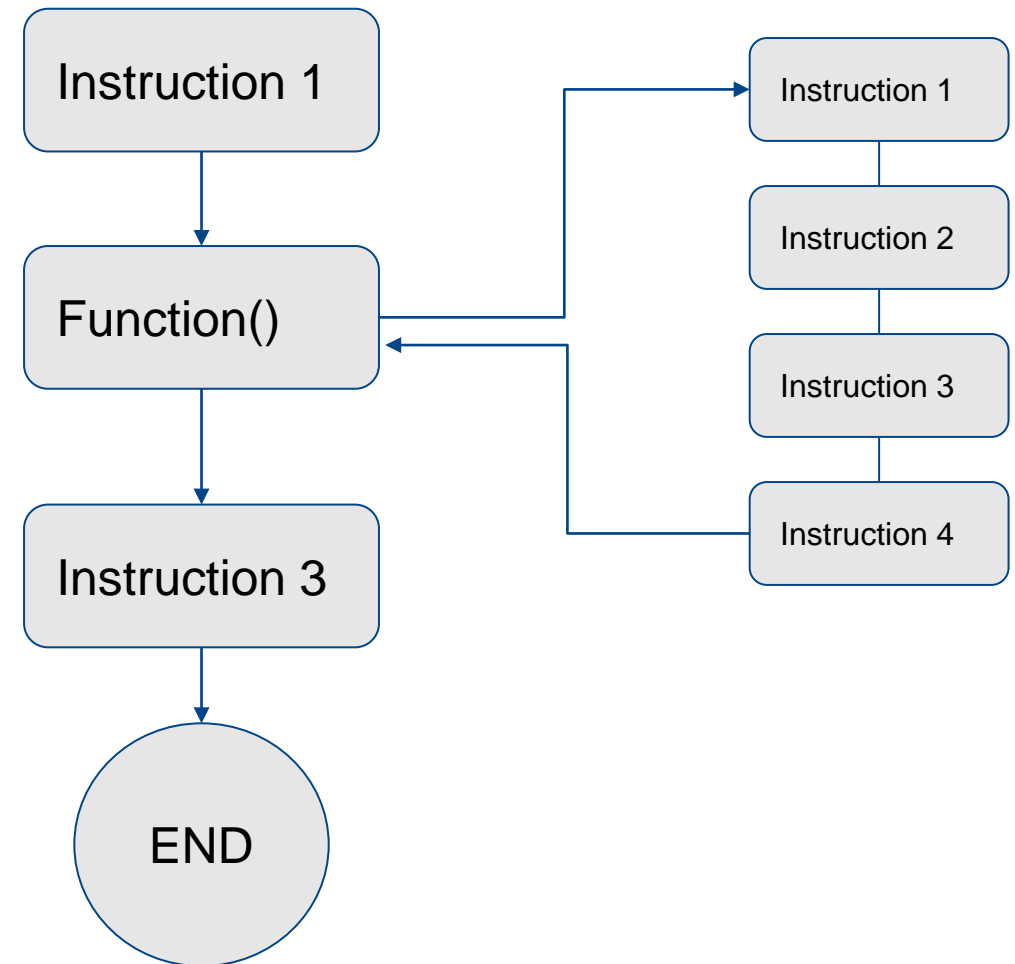 Instruction 1
Function()
Instruction 3
END
Instruction 1
Instruction 2
Instruction 3
Instruction 4